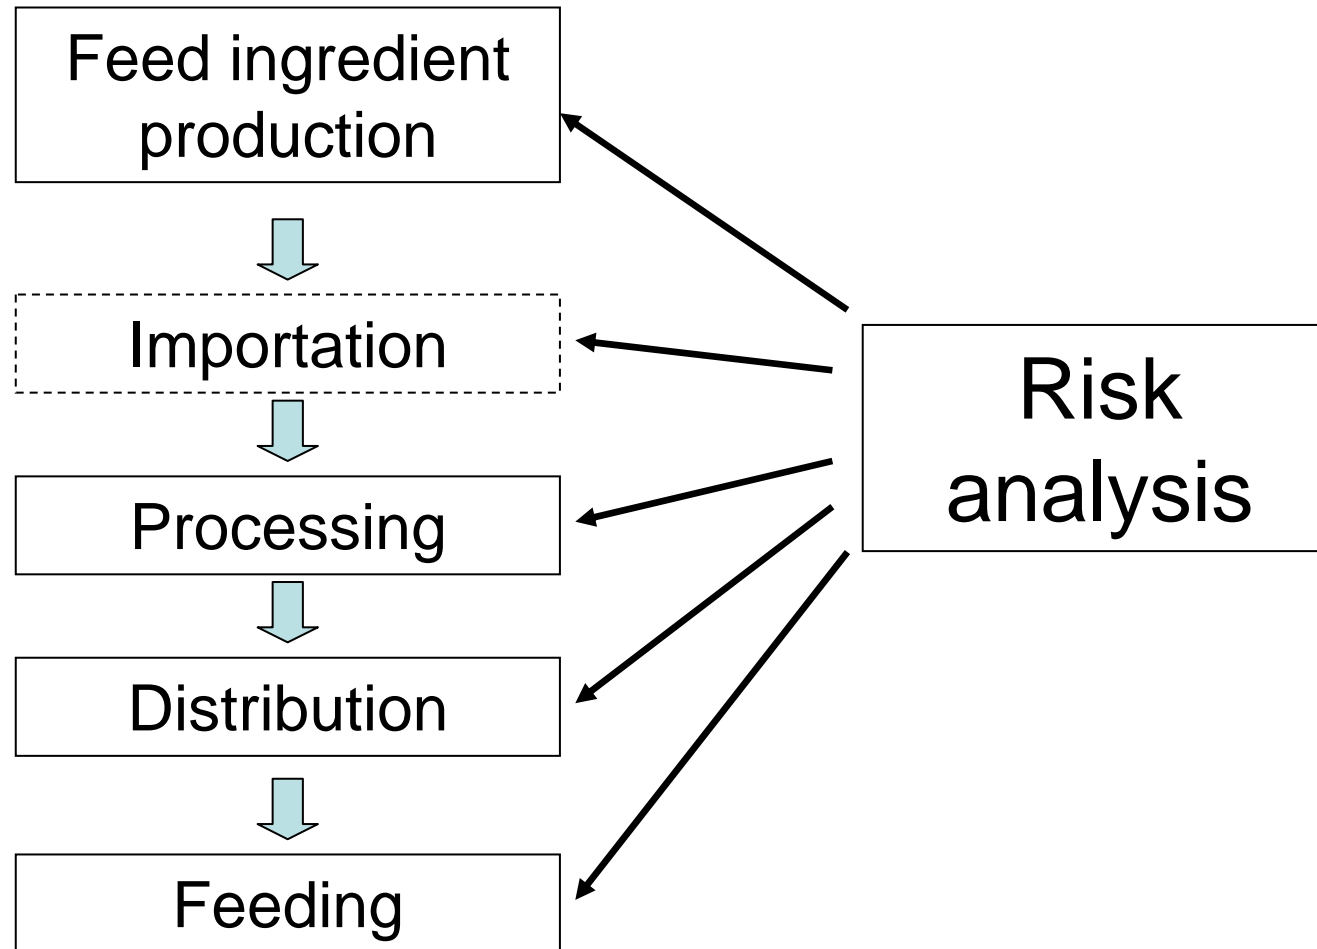 Feed ingredient
production
Importation
Processing
Distribution
Feeding
Risk
analysis